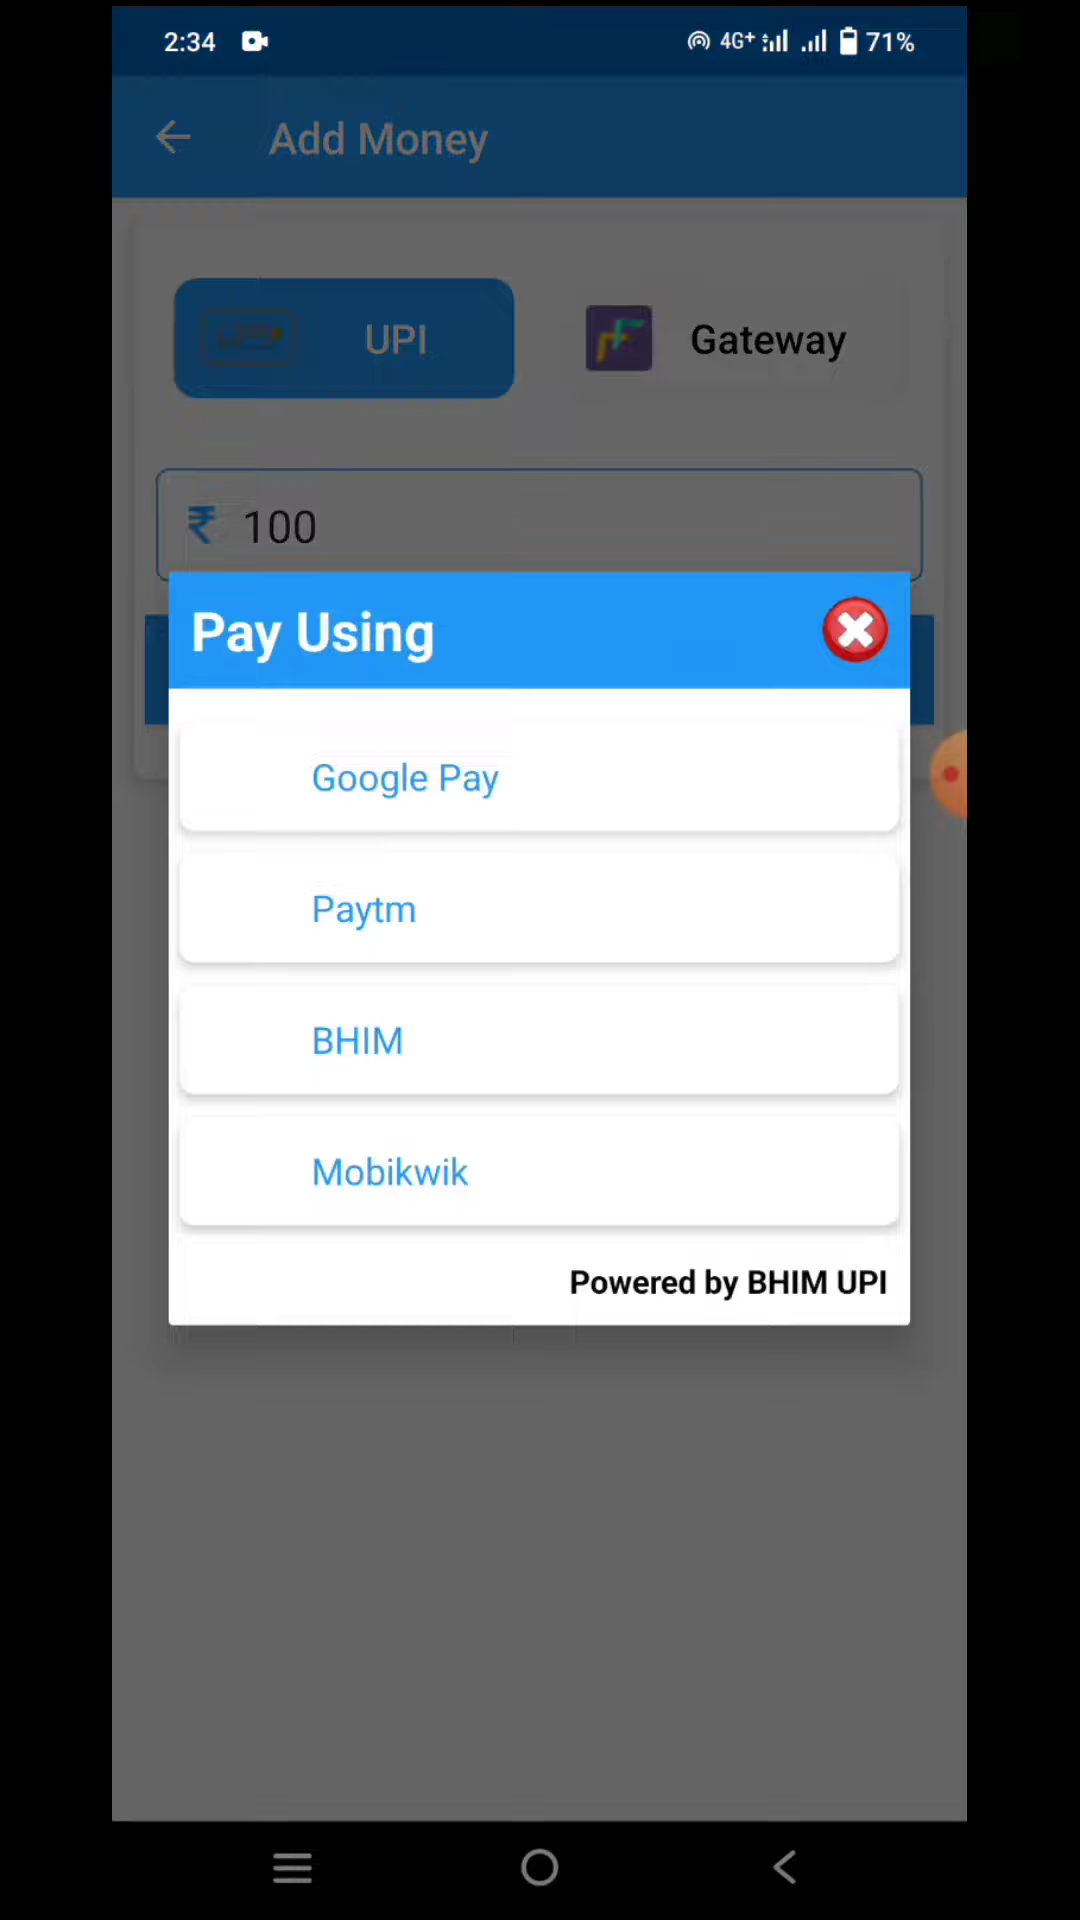 2:34 4G+ 71%
Add Money
UPI Gateway
₹ 100
Pay Using
Google Pay
Paytm
BHIM
Mobikwik
Powered by BHIM UPI